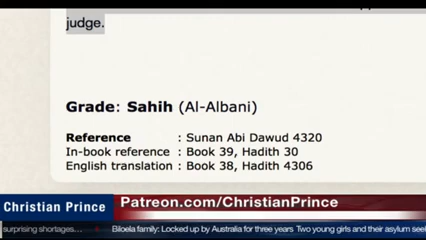 judge.
Grade: Sahih (Al-Albani)
Reference : Sunan Abi Dawud 4320
In-book reference : Book 39, Hadith 30
English translation : Book 38, Hadith 4306
Christian Prince Patreon.com/ChristianPrince
surprising shortages... Biloela family: Locked up by Australia for three years Two young girls and their asylum seek